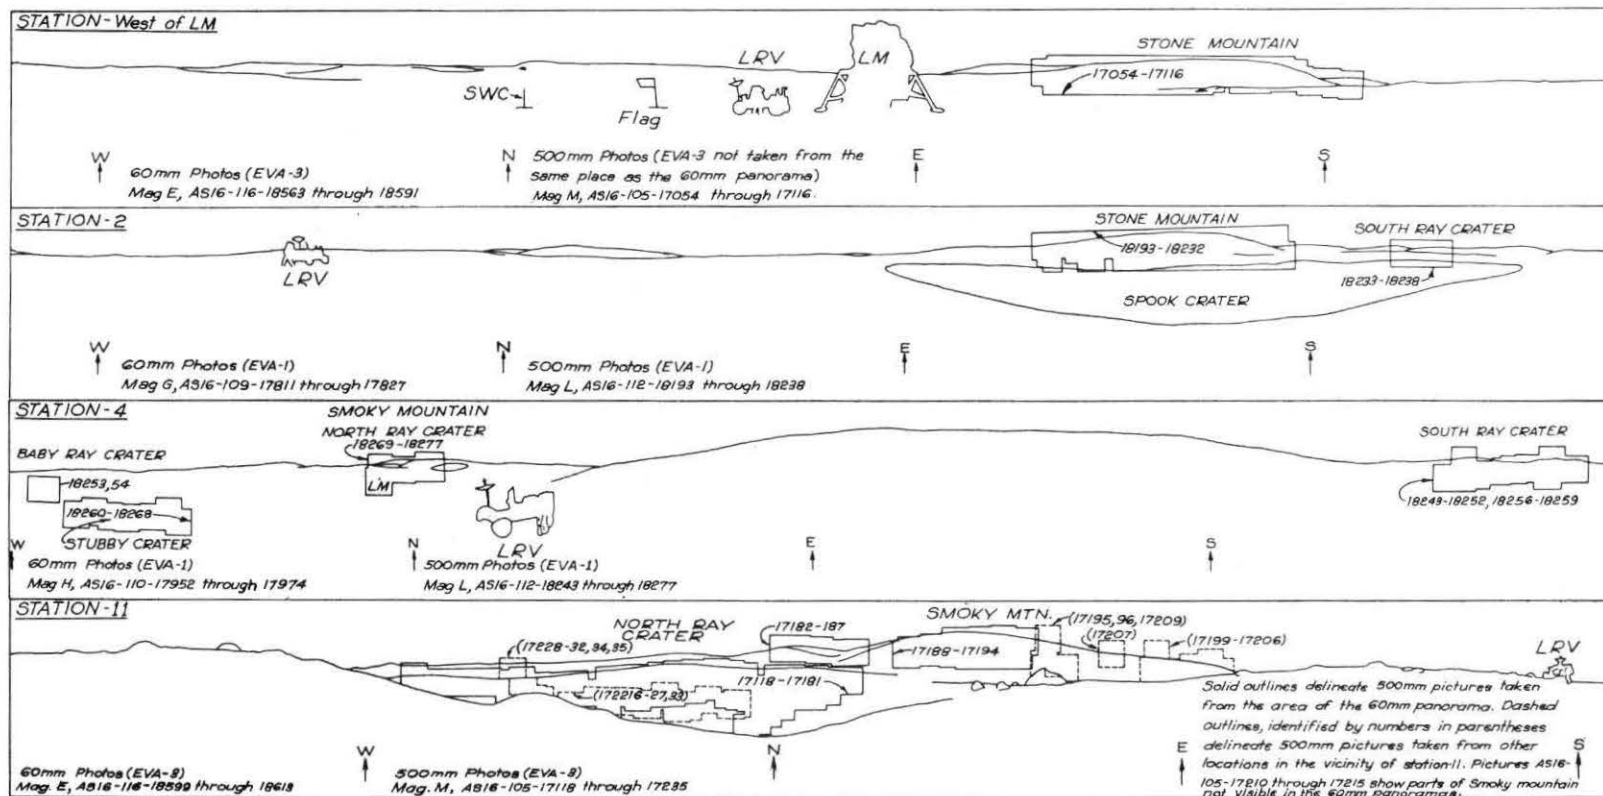 STATION-West of LM
STONE MOUNTAIN
LRV
LM
17054-17116
SWC
Flag
W
N
E
S
60mm Photos (EVA-3)
Mag E, AS16-116-18563 through 18591
500mm Photos (EVA-3 not taken from the
same place as the 60mm panorama)
Mag M, AS16-105-17054 through 17116.
STATION-2
STONE MOUNTAIN
18193-18232
SOUTH RAY CRATER
LRV
18233-18238
SPOOK CRATER
W
N
E
S
60mm Photos (EVA-1)
Mag G, AS16-109-17811 through 17827
500mm Photos (EVA-1)
Mag L, AS16-112-18193 through 18238
STATION-4
SMOKY MOUNTAIN
NORTH RAY CRATER
18269-18277
SOUTH RAY CRATER
BABY RAY CRATER
18253,54
LM
18260-18268
18249-18252, 18256-18259
STUBBY CRATER
LRV
W
N
E
S
60mm Photos (EVA-1)
Mag H, AS16-110-17952 through 17974
500mm Photos (EVA-1)
Mag L, AS16-112-18243 through 18277
STATION-11
NORTH RAY
CRATER
17182-187
SMOKY MTN.
(17195,96,17209)
(17207)
(17199-17206)
LRV
(17228-32,34,35)
17188-17194
17118-17181
(172216-27,33)
Solid outlines delineate 500mm pictures taken
from the area of the 60mm panorama. Dashed
outlines, identified by numbers in parentheses
delineate 500mm pictures taken from other
locations in the vicinity of station-11. Pictures AS16-
105-17210 through 17215 show parts of Smoky mountain
not visible in the 60mm panoramas.
W
N
E
S
60mm Photos (EVA-3)
Mag. E, AS16-116-18599 through 18613
500mm Photos (EVA-3)
Mag. M, AS16-105-17118 through 17235